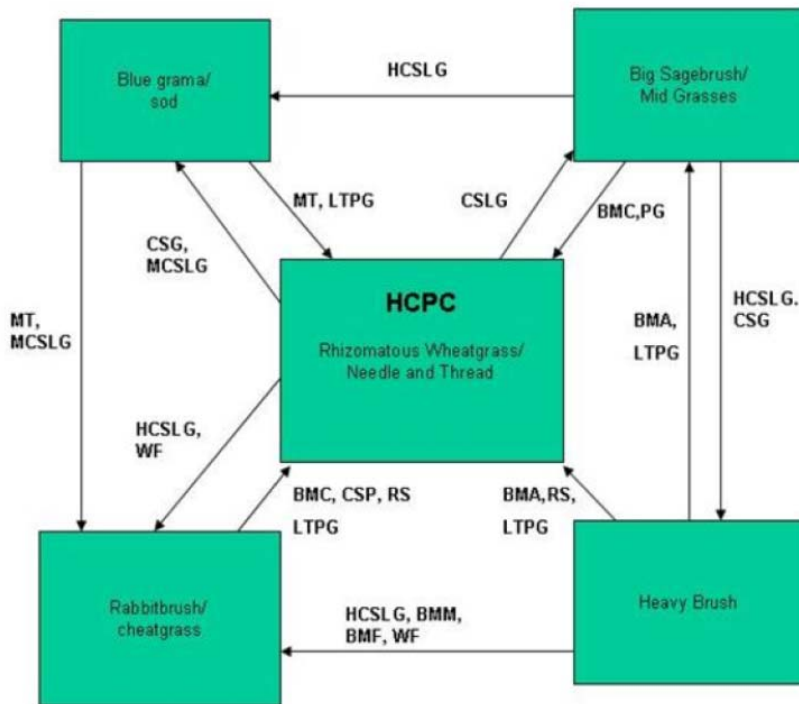 Blue grama/
sod
HCSLG
Big Sagebrush/
Mid Grasses
MT, LTPG
CSLG
BMC,PG
CSG,
MCSLG
HCPC
Rhizomatous Wheatgrass/
Needle and Thread
HCSLG.
CSG
BMA,
LTPG
MT,
MCSLG
HCSLG,
WF
BMC, CSP, RS
LTPG
BMA,RS,
LTPG
Rabbitbrush/
cheatgrass
HCSLG, BMM,
BMF, WF
Heavy Brush